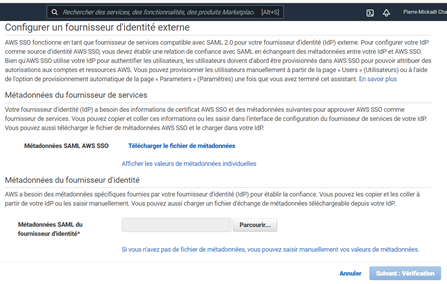 Rechercher des services, des fonctionnalités, des produits Marketplac [Alt+S]
Pierre-Mickaël Cha
Configurer un fournisseur d'identité externe
AWS SSO fonctionne en tant que fournisseur de services compatible avec SAML 2.0 pour votre fournisseur d'identité (IdP) externe. Pour configurer votre IdP
comme source d'identité AWS SSO, vous devez établir une relation de confiance avec SAML en échangeant des métadonnées entre votre IdP et AWS.
Bien qu'AWS SSO utilise votre IdP pour authentifier les utilisateurs, les utilisateurs doivent d'abord être provisionnés dans AWS SSO pour pouvoir attribuer des
autorisations aux comptes et ressources AWS. Vous pouvez provisionner les utilisateurs manuellement à partir de la page « Users » (Utilisateurs) ou à l'aide
de l'option de provisionnement automatique de la page « Parameters » (Paramètres) une fois que vous avez terminé cet assistant. En savoir plus
Métadonnées du fournisseur de services
Votre fournisseur d'identité (IdP) a besoin des informations de certificat AWS SSO et des métadonnées suivantes pour approuver AWS SSO comme
fournisseur de services. Vous pouvez copier et coller ces informations ou les saisir dans l'interface de configuration du fournisseur de services de votre IdP.
Vous pouvez aussi télécharger le fichier de métadonnées AWS SSO et le charger dans votre IdP.
Métadonnées SAML AWS SSO Télécharger le fichier de métadonnées
Afficher les valeurs de métadonnées individuelles
Métadonnées du fournisseur d'identité
AWS a besoin des métadonnées spécifiques fournies par votre fournisseur d'identité (IdP) pour établir la confiance. Vous pouvez les copier et les coller à
partir de votre IdP ou les saisir manuellement. Vous pouvez aussi charger un fichier d'échange de métadonnées téléchargeable depuis votre IdP.
Métadonnées SAML du
fournisseur d'identité*
Parcourir...
Si vous n'avez pas de fichier de métadonnées, vous pouvez saisir manuellement vos valeurs de métadonnées.
Annuler
Suivant : Vérification